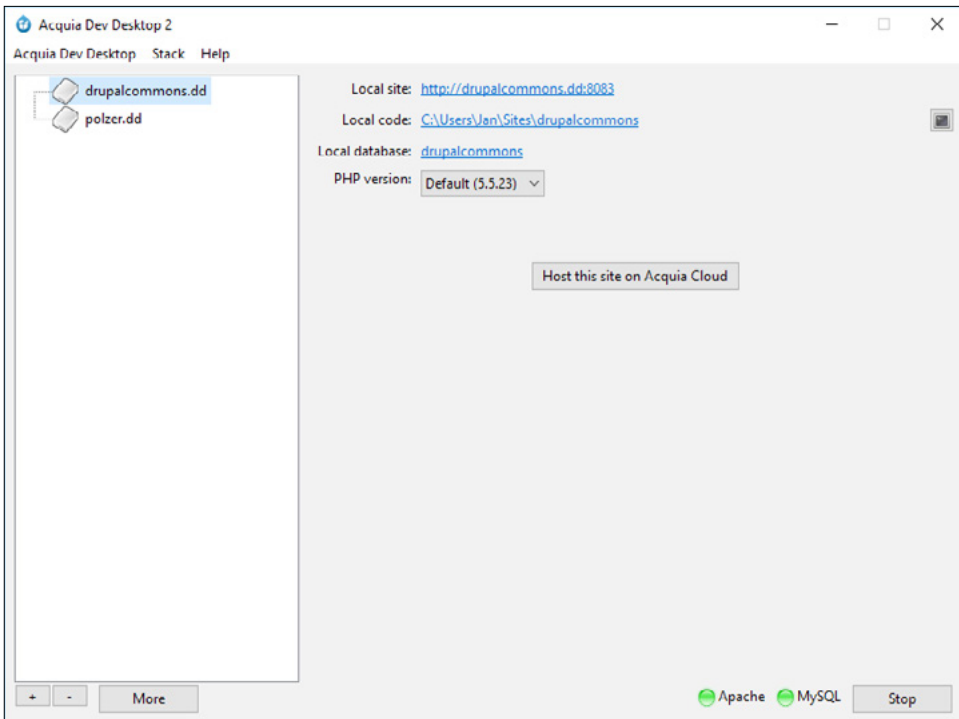 Acquia Dev Desktop 2
Acquia Dev Desktop Stack Help
drupalcommons.dd
polzer.dd
Local site: http://drupalcommons.dd:8083
Local code: C:\Users\Jan\Sites\drupalcommons
Local database: drupalcommons
PHP version: Default (5.5.23)
Host this site on Acquia Cloud
+ - More
Apache MySQL Stop